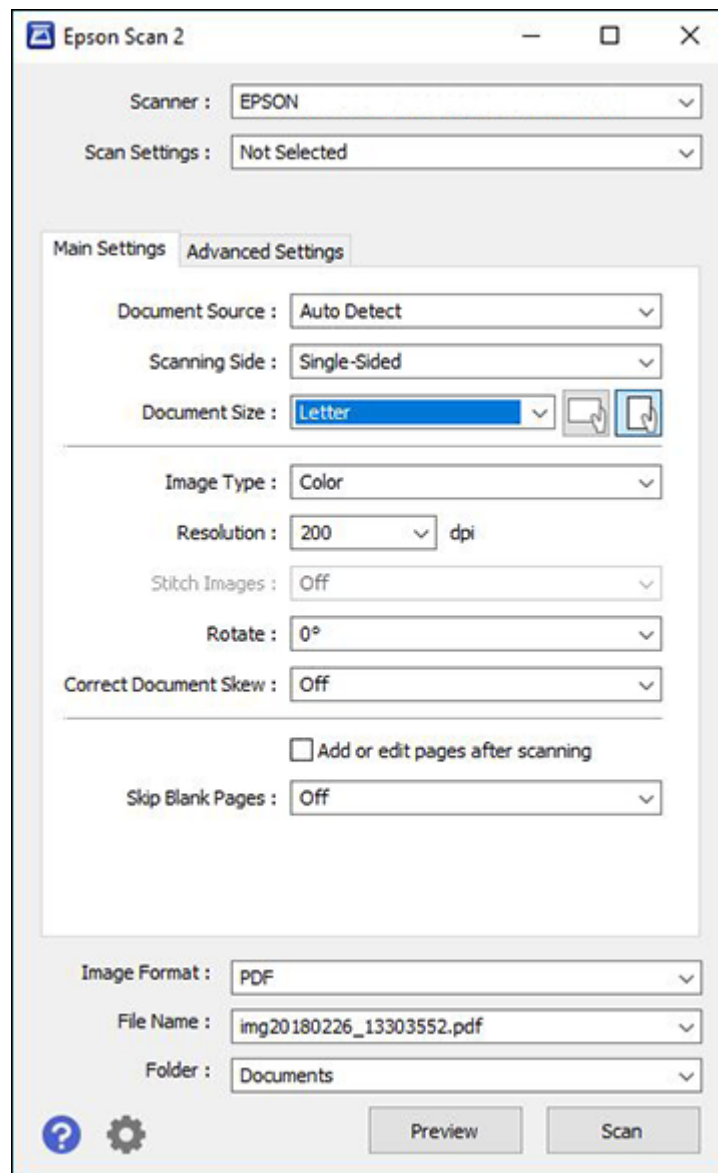 Epson Scan 2
Scanner : EPSON
Scan Settings : Not Selected
Main Settings Advanced Settings
Document Source : Auto Detect
Scanning Side : Single-Sided
Document Size : Letter
Image Type : Color
Resolution : 200 dpi
Stitch Images : Off
Rotate : 0°
Correct Document Skew : Off
Add or edit pages after scanning
Skip Blank Pages : Off
Image Format : PDF
File Name : img20180226_13303552.pdf
Folder : Documents
? Preview Scan